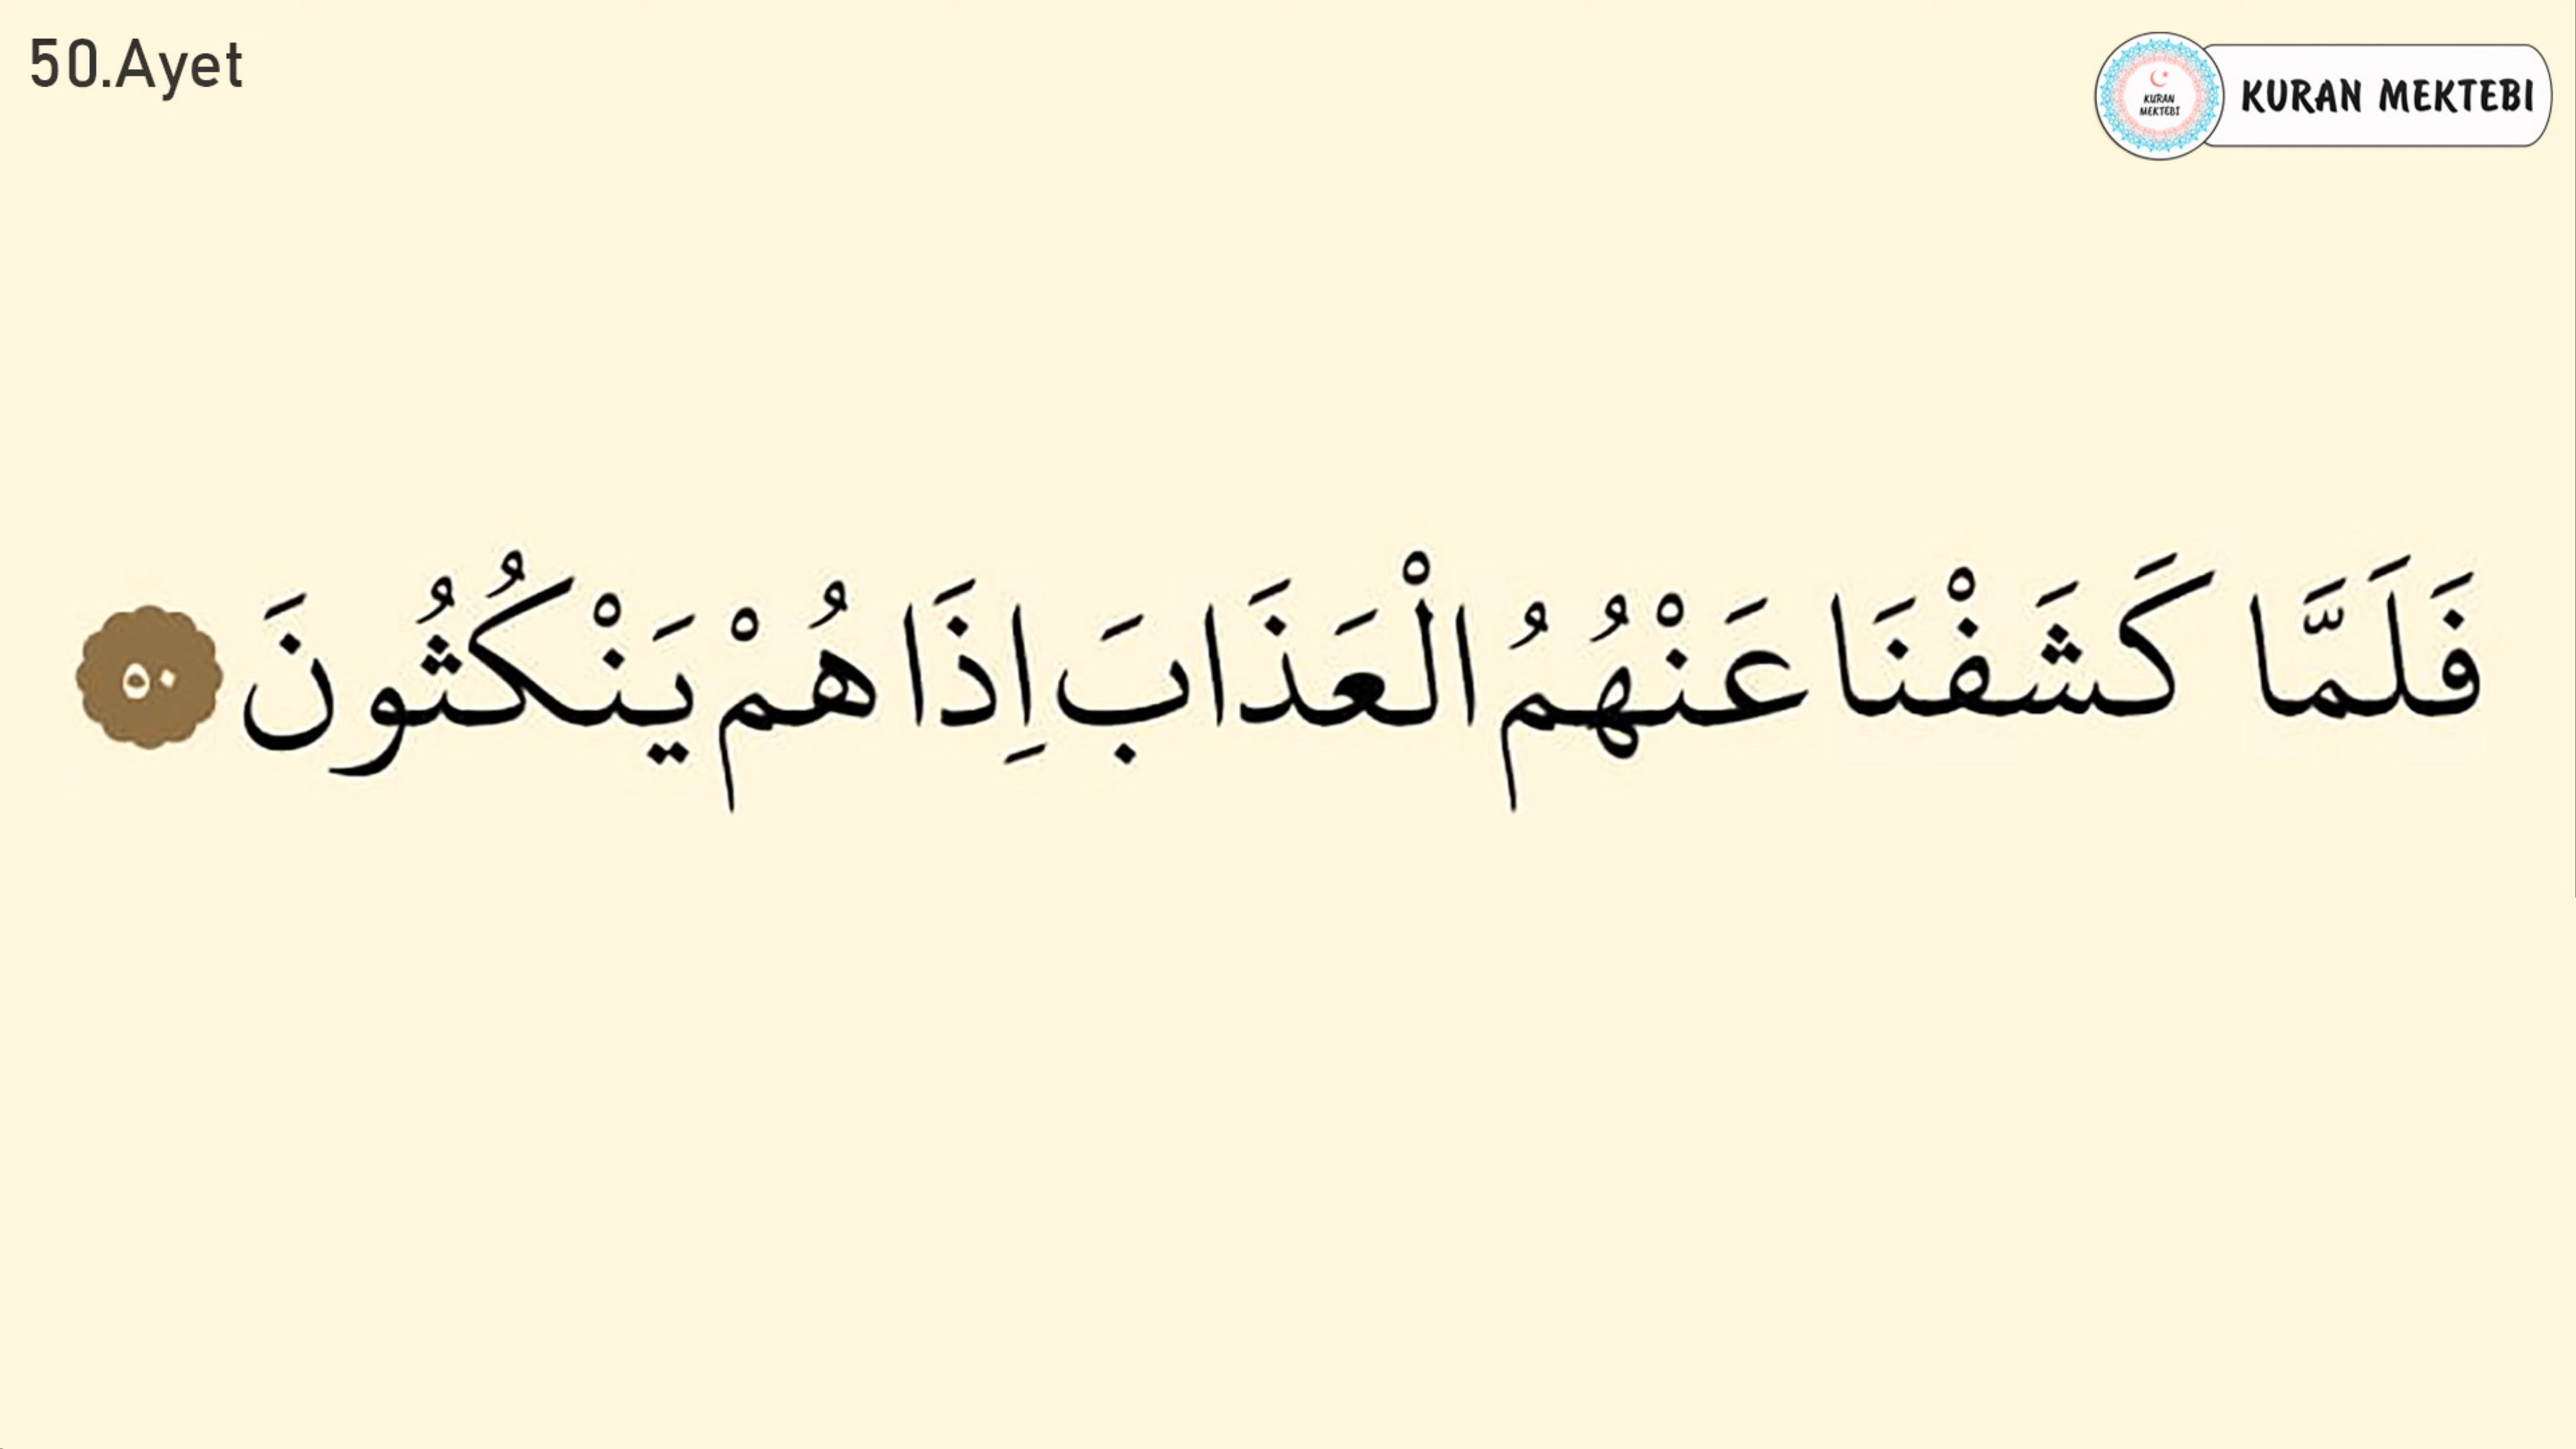 50.Ayet
KURAN MEKTEBI
KURAN MEKTEBI
فَلَمَّا كَشَفْنَا عَنْهُمُ الْعَذَابَ اِذَا هُمْ يَنْكُثُونَ ٥٠